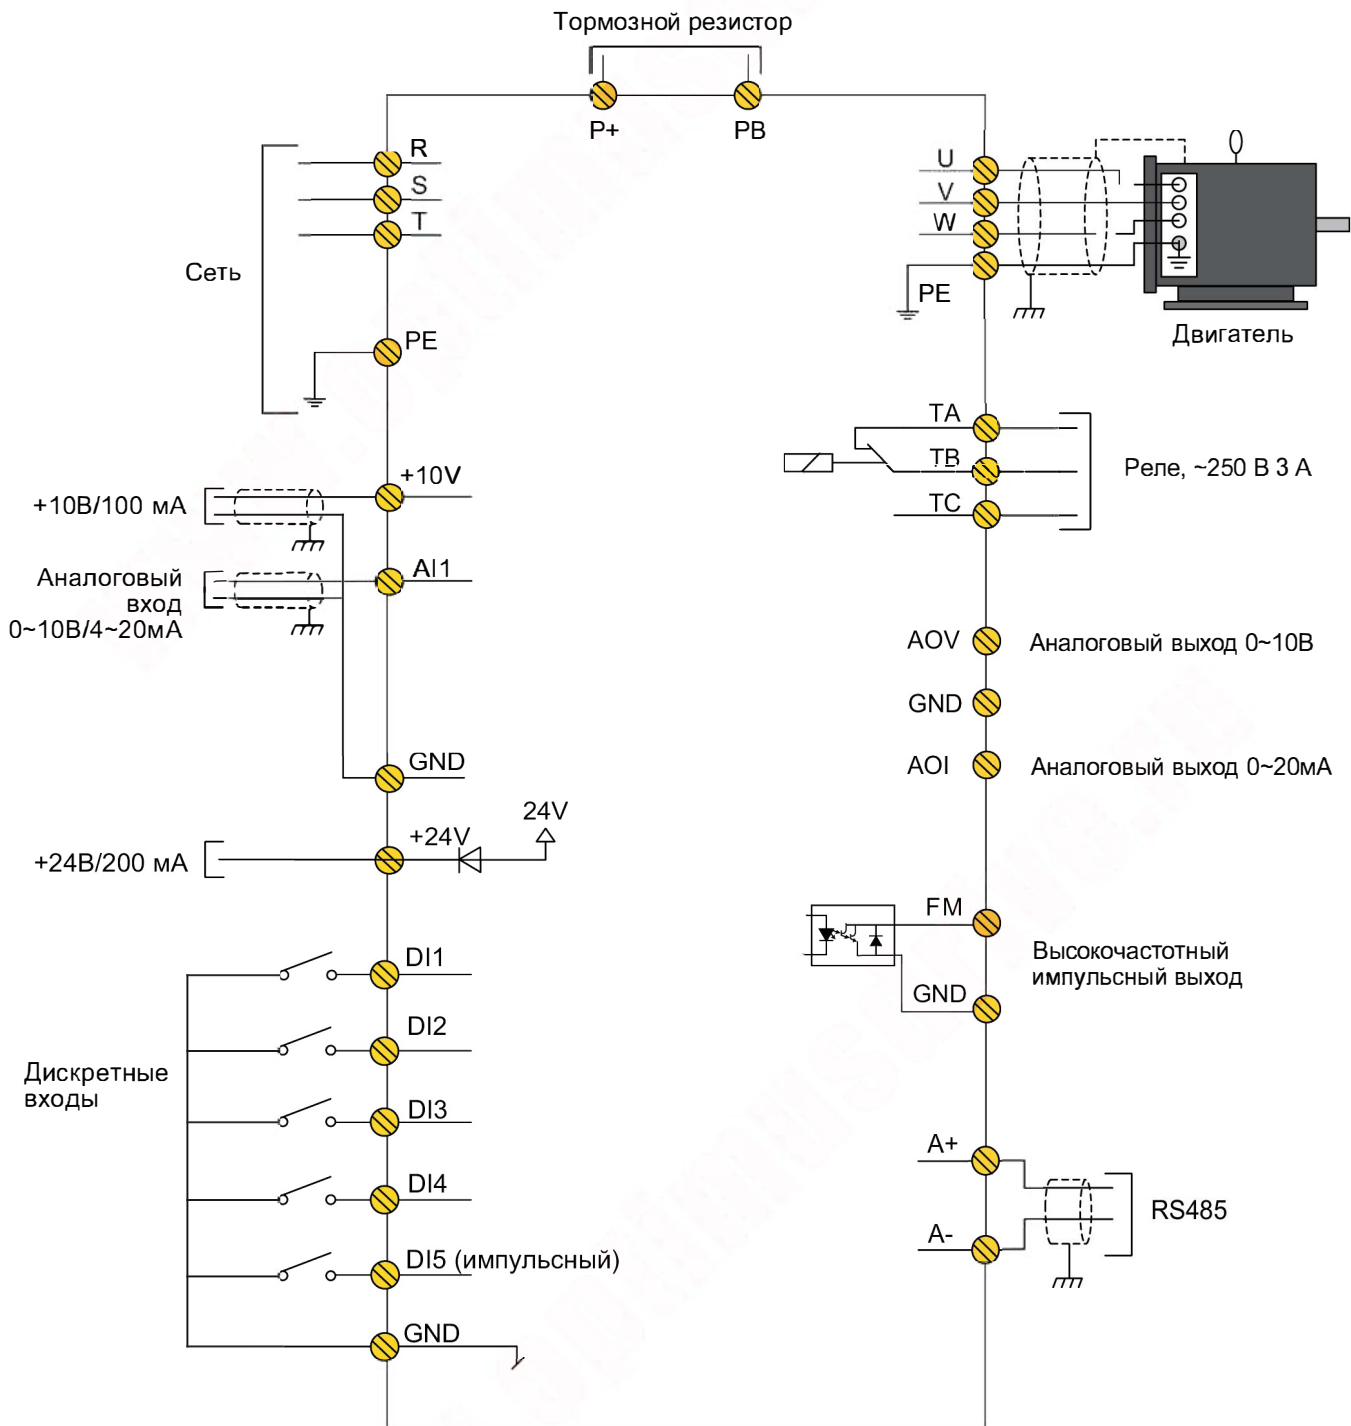 Тормозной резистор
P+
PB
R
S
T
Сеть
PE
+10V
+10В/100 мА
AI1
Аналоговый
вход
0~10В/4~20мА
GND
+24V
24V
+24В/200 мА
DI1
DI2
Дискретные
входы
DI3
DI4
DI5 (импульсный)
GND
U
V
W
PE
Двигатель
TA
TB
TC
Реле, ~250 В 3 А
AOV
Аналоговый выход 0~10В
GND
AOI
Аналоговый выход 0~20мА
FM
Высокочастотный
импульсный выход
GND
A+
A-
RS485